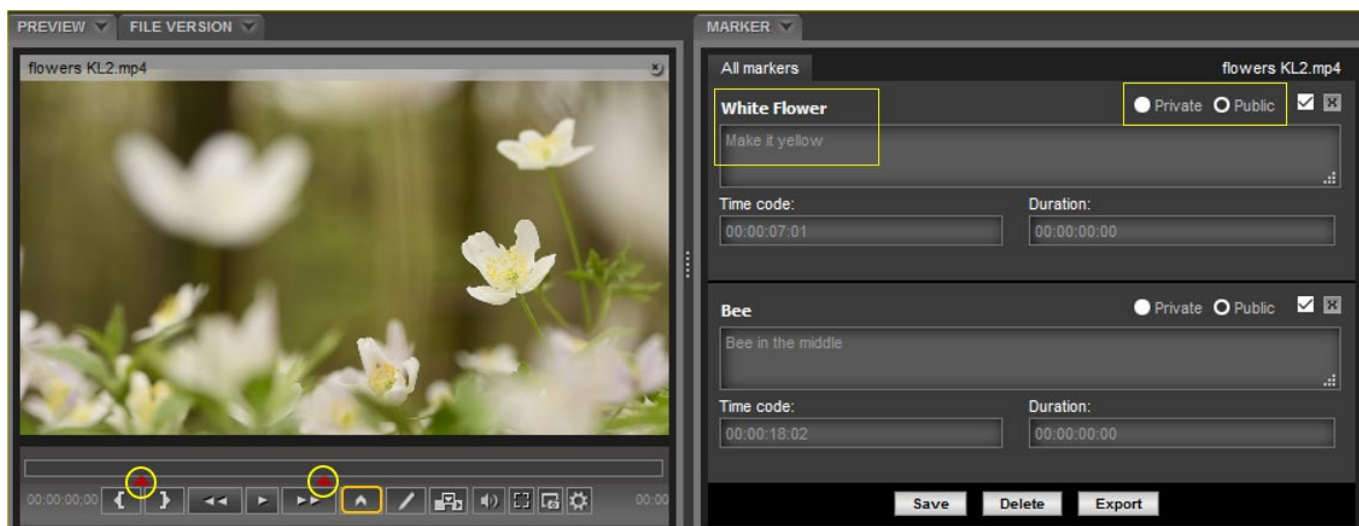 PREVIEW FILE VERSION
flowers KL2.mp4
00:00:00;00
00:00
MARKER
All markers flowers KL2.mp4
White Flower Private Public
Make it yellow
Time code: Duration:
00:00:07;01 00:00:00:00
Bee Private Public
Bee in the middle
Time code: Duration:
00:00:18:02 00:00:00:00
Save Delete Export